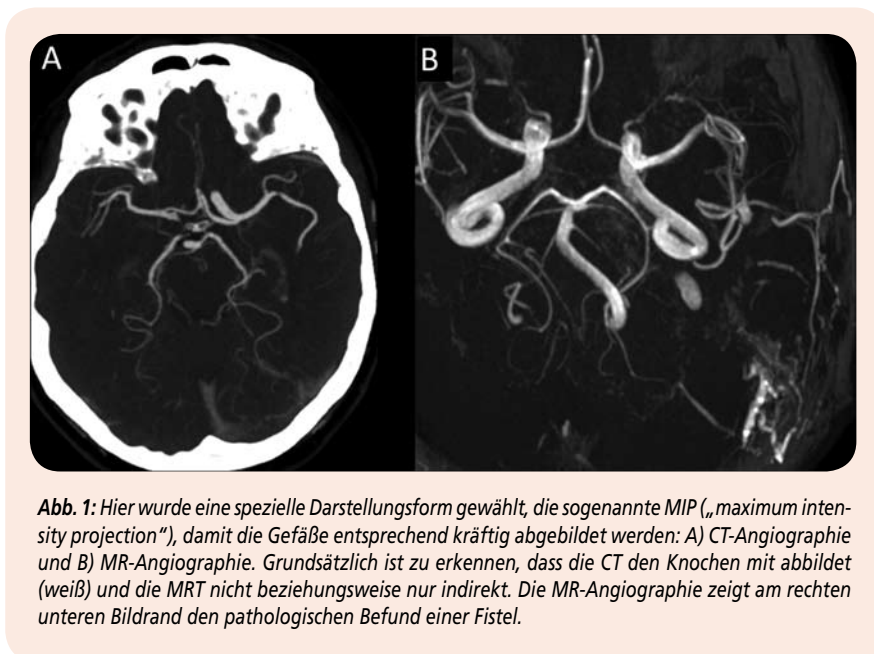 A
B
Abb. 1: Hier wurde eine spezielle Darstellungsform gewählt, die sogenannte MIP („maximum inten-
sity projection“), damit die Gefäße entsprechend kräftig abgebildet werden: A) CT-Angiographie
und B) MR-Angiographie. Grundsätzlich ist zu erkennen, dass die CT den Knochen mit abbildet
(weiß) und die MRT nicht beziehungsweise nur indirekt. Die MR-Angiographie zeigt am rechten
unteren Bildrand den pathologischen Befund einer Fistel.